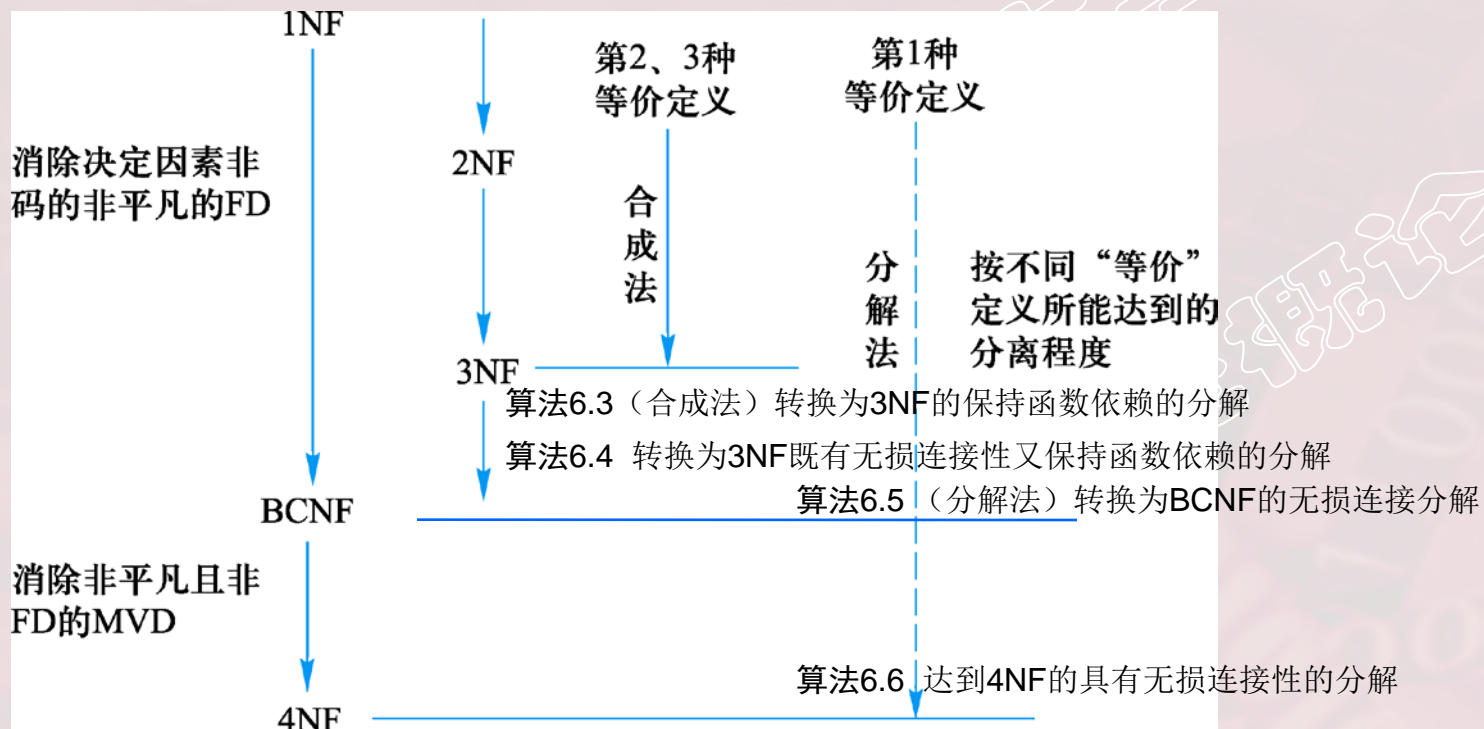 1NF
第2、3种
等价定义
第1种
等价定义
消除决定因素非
码的非平凡的FD
2NF
合
成
法
分
解
法
按不同“等价”
定义所能达到的
分离程度
3NF
算法6.3（合成法）转换为3NF的保持函数依赖的分解
算法6.4 转换为3NF既有无损连接性又保持函数依赖的分解
算法6.5（分解法）转换为BCNF的无损连接分解
BCNF
消除非平凡且非
FD的MVD
算法6.6 达到4NF的具有无损连接性的分解
4NF
概论